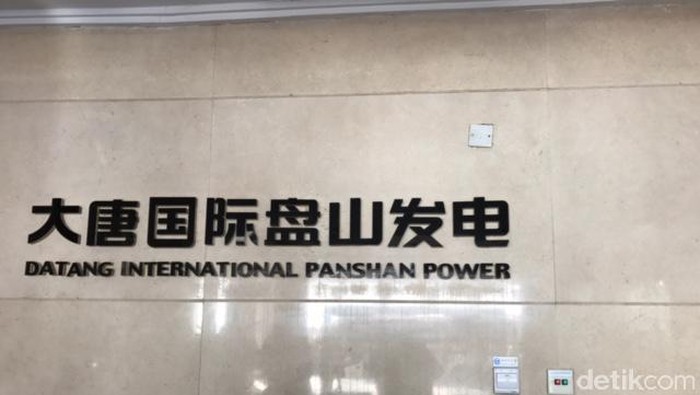 大唐国际盘山发电
DATANG INTERNATIONAL PANSHAN POWER
detikcom